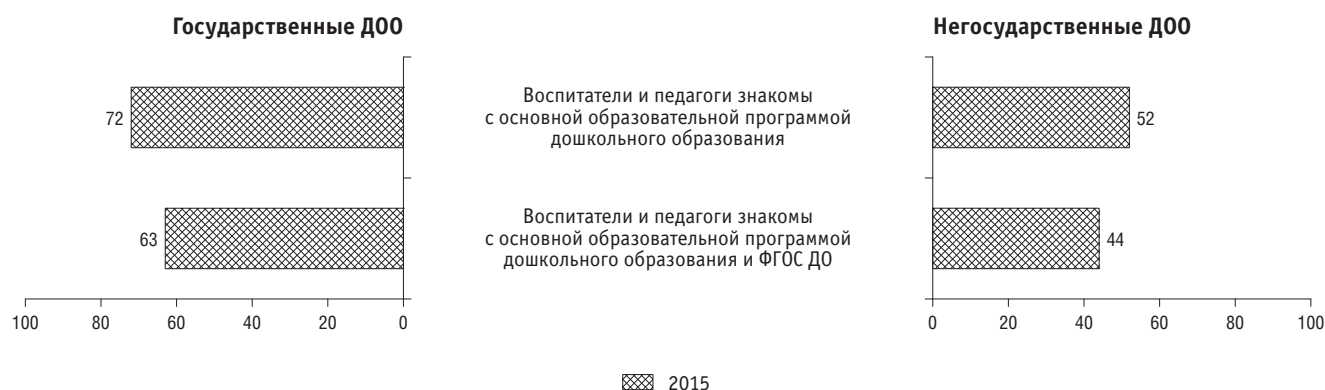 Государственные ДОО
Негосударственные ДОО
72
Воспитатели и педагоги знакомы
с основной образовательной программой
дошкольного образования
52
63
Воспитатели и педагоги знакомы
с основной образовательной программой
дошкольного образования и ФГОС ДО
44
100 80 60 40 20 0
0 20 40 60 80 100
2015